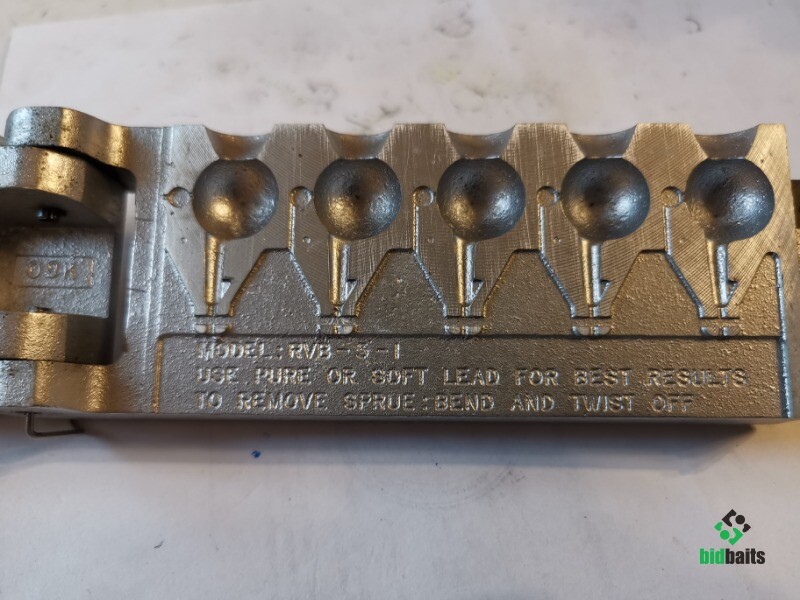 MODEL: RVB-5-1
USE PURE OR SOFT LEAD FOR BEST RESULTS
TO REMOVE SPRUE: BEND AND TWIST OFF
bidbaits